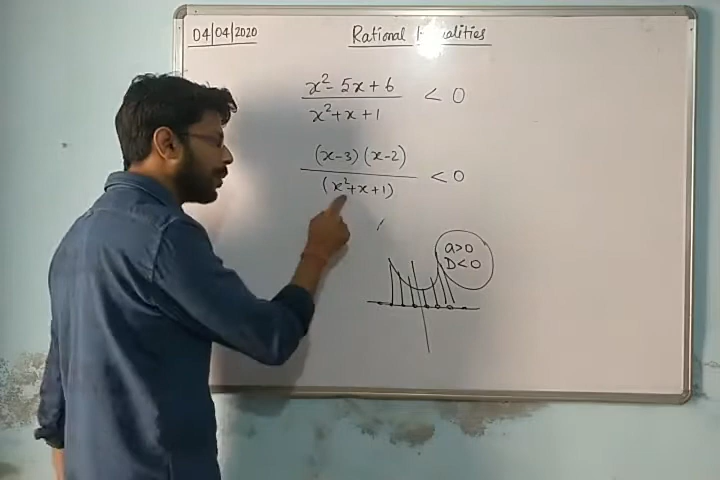 04/04/2020
Rational
x² - 5x + 6 / x² + x + 1 < 0
(x-3) (x-2) / (x² + x + 1) < 0
a>0
D<0